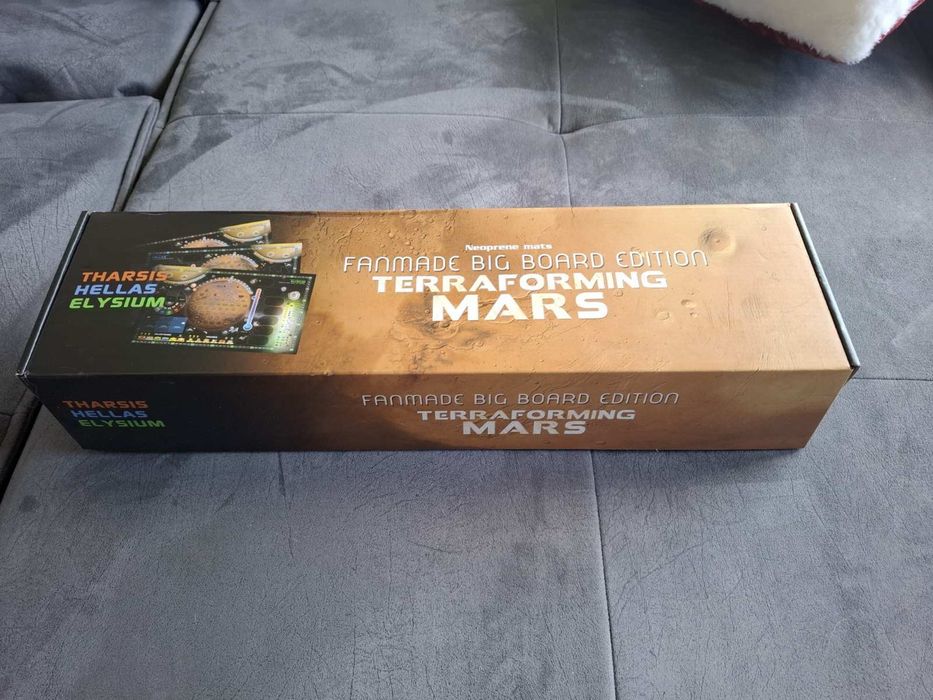 Neoprene mats
FANMADE BIG BOARD EDITION
TERRAFORMING
MARS
THARSIS
HELLAS
ELYSIUM
THARSIS
HELLAS
ELYSIUM
FANMADE BIG BOARD EDITION
TERRAFORMING
MARS